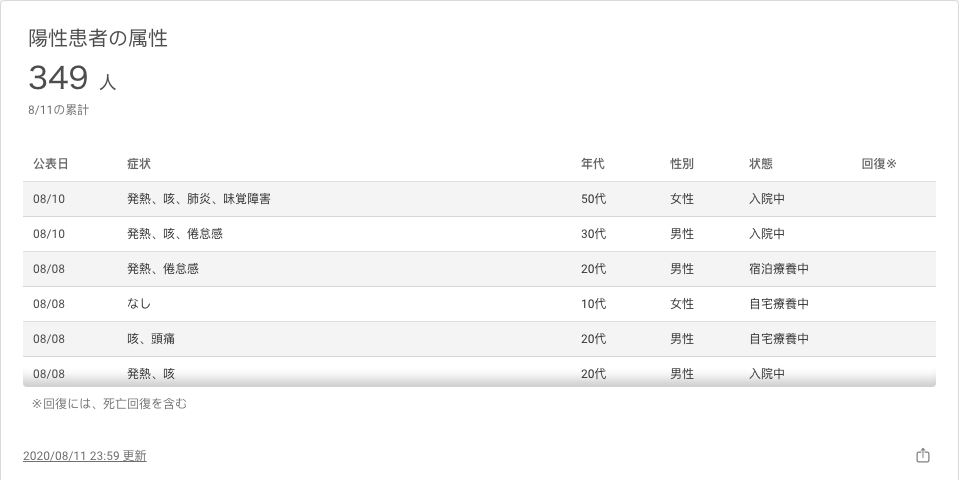 陽性患者の属性
349 人
8/11の累計
公表日 症状 年代 性別 状態 回復※
08/10 発熱、咳、肺炎、味覚障害 50代 女性 入院中
08/10 発熱、咳、倦怠感 30代 男性 入院中
08/08 発熱、倦怠感 20代 男性 宿泊療養中
08/08 なし 10代 女性 自宅療養中
08/08 咳、頭痛 20代 男性 自宅療養中
08/08 発熱、咳 20代 男性 入院中
※回復には、死亡回復を含む
2020/08/11 23:59 更新